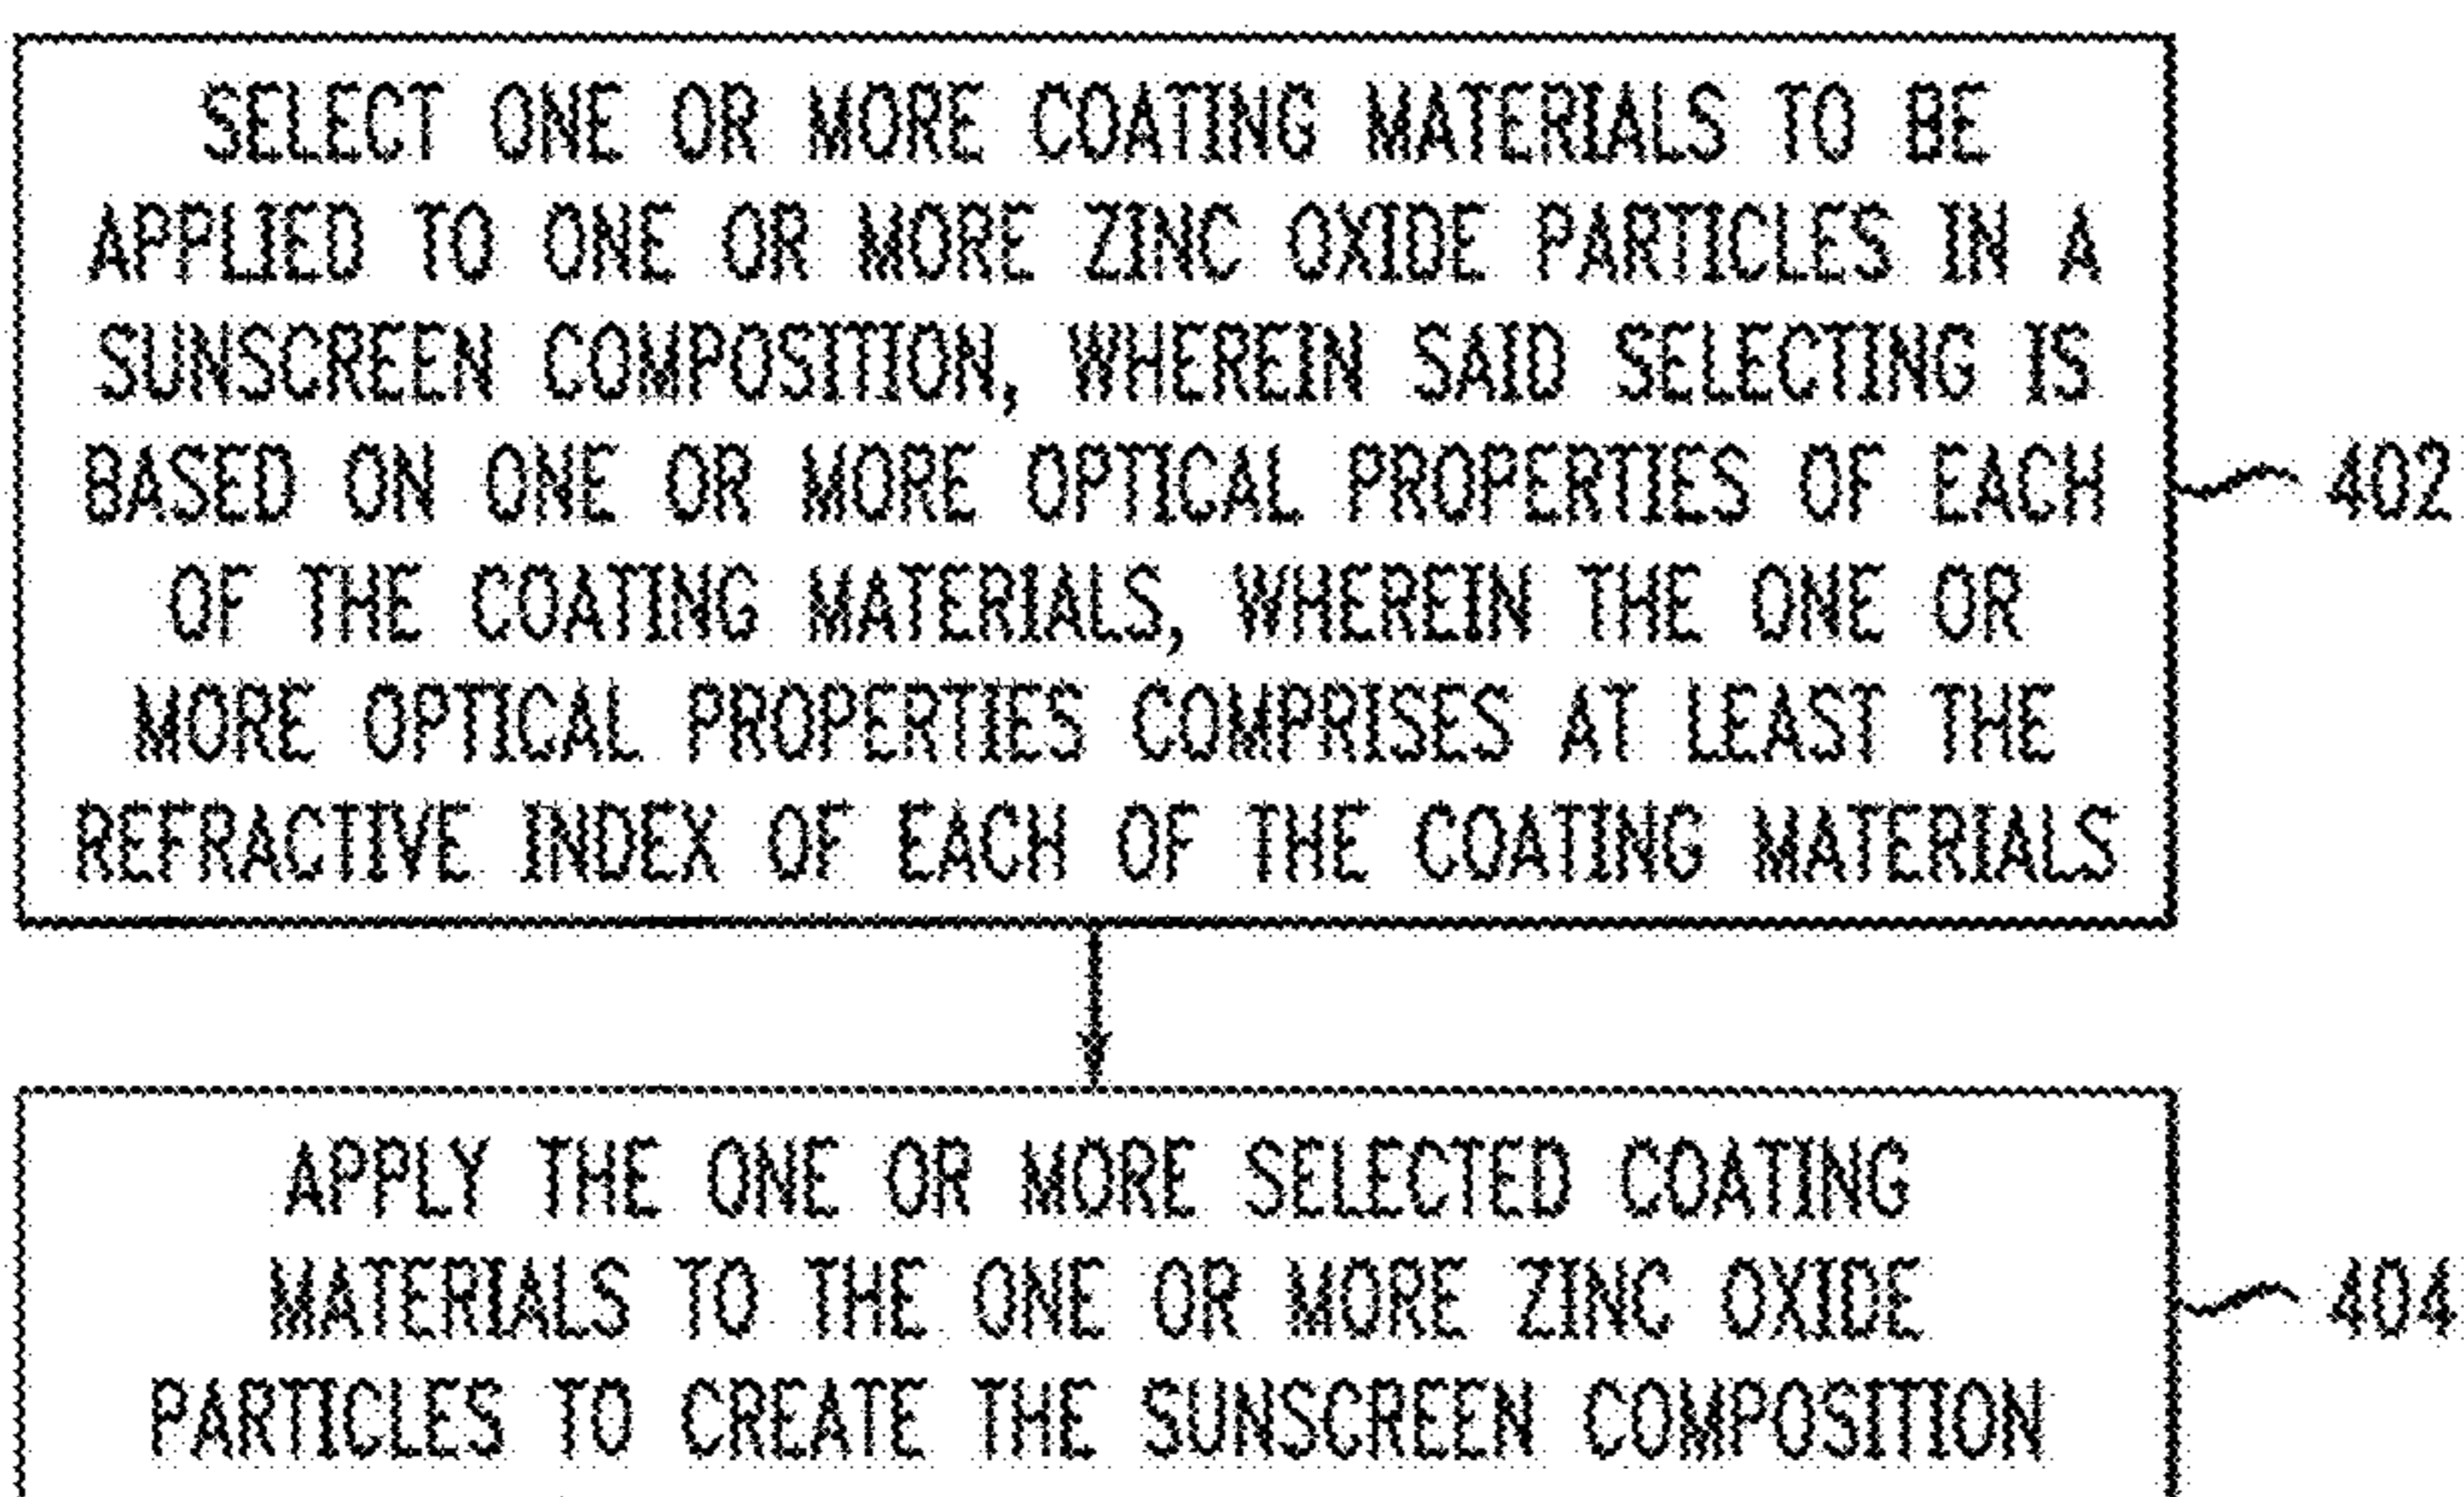 SELECT ONE OR MORE COATING MATERIALS TO BE
APPLIED TO ONE OR MORE ZINC OXIDE PARTICLES IN A
SUNSCREEN COMPOSITION, WHEREIN SAID SELECTING IS
BASED ON ONE OR MORE OPTICAL PROPERTIES OF EACH
OF THE COATING MATERIALS, WHEREIN THE ONE OR
MORE OPTICAL PROPERTIES COMPRISES AT LEAST THE
REFRACTIVE INDEX OF EACH OF THE COATING MATERIALS
402
APPLY THE ONE OR MORE SELECTED COATING
MATERIALS TO THE ONE OR MORE ZINC OXIDE
PARTICLES TO CREATE THE SUNSCREEN COMPOSITION
404